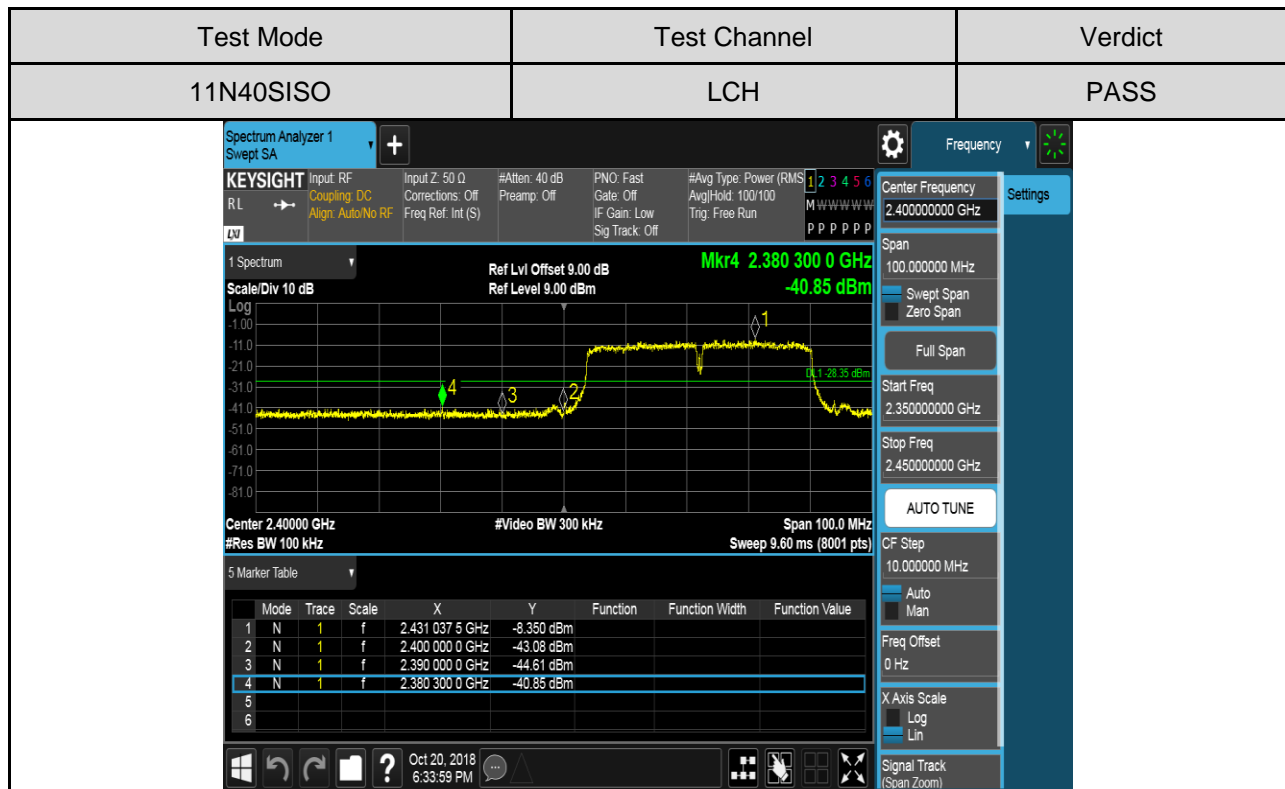 Test Mode Test Channel Verdict
11N40SISO LCH PASS
Spectrum Analyzer 1
Swept SA
+
Frequency
KEYSIGHT
RL
LXI
Input: RF
Coupling: DC
Align: Auto/No RF
Input Z: 50 Ω
Corrections: Off
Freq Ref: Int (S)
#Atten: 40 dB
Preamp: Off
PNO: Fast
Gate: Off
IF Gain: Low
Sig Track: Off
#Avg Type: Power (RMS
Avg|Hold: 100/100
Trig: Free Run
1 2 3 4 5 6
M W W W W W
P P P P P P
1 Spectrum
Scale/Div 10 dB
Ref Lvl Offset 9.00 dB
Ref Level 9.00 dBm
Mkr4 2.380 300 0 GHz
-40.85 dBm
Log
-1.00
-11.0
-21.0
-31.0
-41.0
-51.0
-61.0
-71.0
-81.0
1
2
3
4
DL1 -28.35 dBm
Center 2.40000 GHz
#Res BW 100 kHz
#Video BW 300 kHz
Span 100.0 MHz
Sweep 9.60 ms (8001 pts)
5 Marker Table
Mode Trace Scale X Y Function Function Width Function Value
1 N 1 f 2.431 037 5 GHz -8.350 dBm
2 N 1 f 2.400 000 0 GHz -43.08 dBm
3 N 1 f 2.390 000 0 GHz -44.61 dBm
4 N 1 f 2.380 300 0 GHz -40.85 dBm
5
6
?
Oct 20, 2018
6:33:59 PM
Center Frequency
2.400000000 GHz
Settings
Span
100.000000 MHz
Swept Span
Zero Span
Full Span
Start Freq
2.350000000 GHz
Stop Freq
2.450000000 GHz
AUTO TUNE
CF Step
10.000000 MHz
Auto
Man
Freq Offset
0 Hz
X Axis Scale
Log
Lin
Signal Track
(Span Zoom)